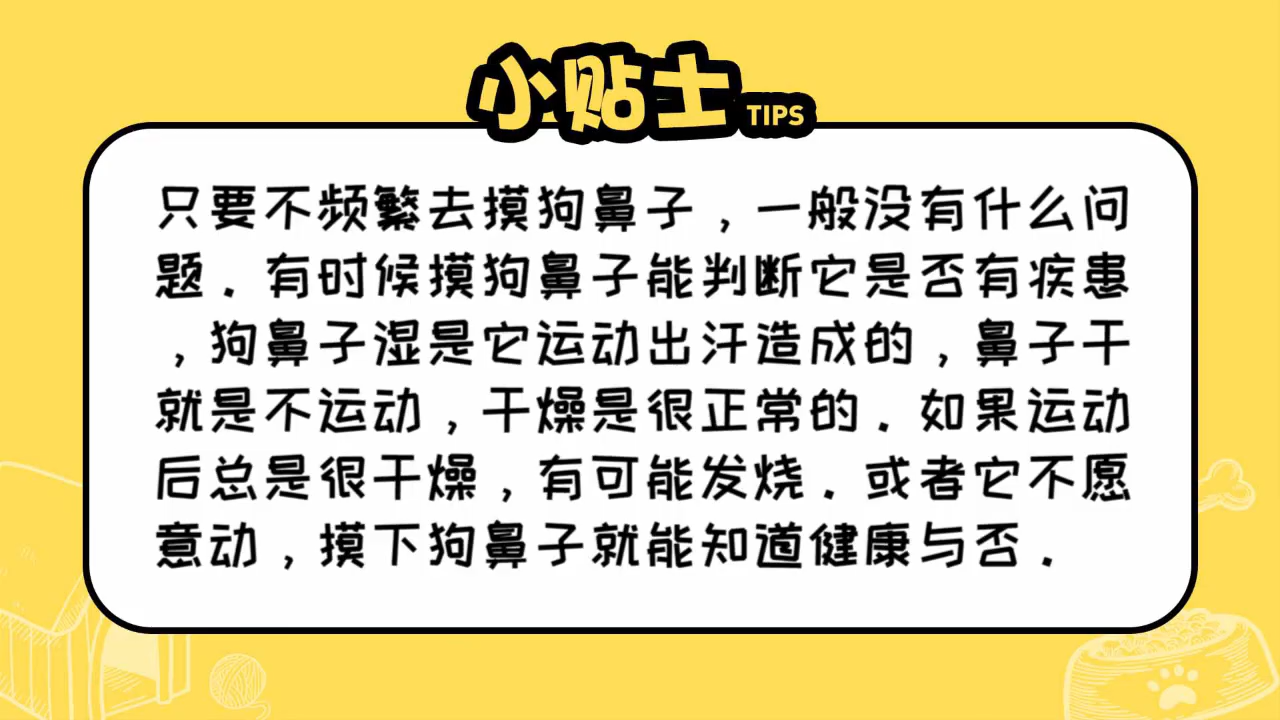 小贴士 TIPS
只要不频繁去摸狗鼻子，一般没有什么问
题．有时候摸狗鼻子能判断它是否有疾患
，狗鼻子湿是它运动出汗造成的，鼻子干
就是不运动，干燥是很正常的．如果运动
后总是很干燥，有可能发烧．或者它不愿
意动，摸下狗鼻子就能知道健康与否．